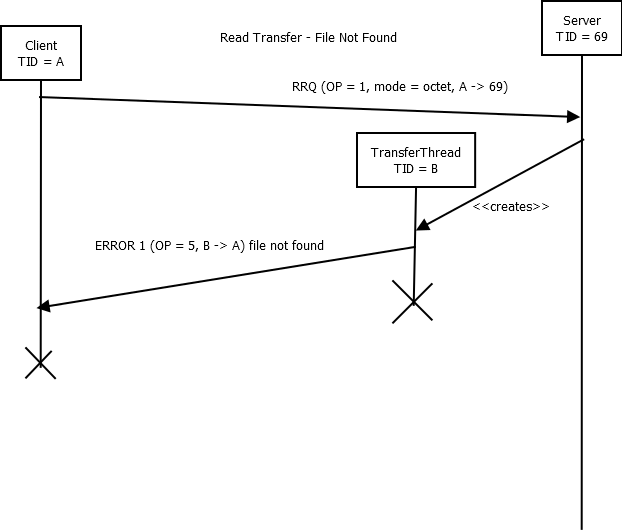 Read Transfer - File Not Found
Client
TID = A
Server
TID = 69
RRQ (OP = 1, mode = octet, A -> 69)
TransferThread
TID = B
<<creates>>
ERROR 1 (OP = 5, B -> A) file not found